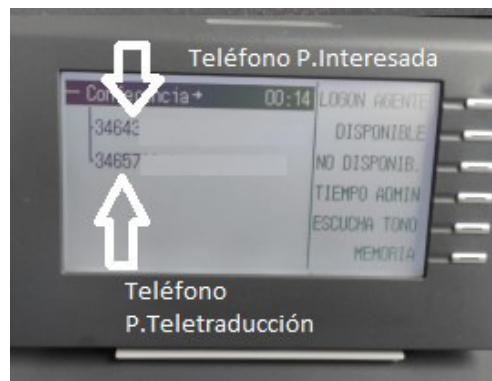 Teléfono P.Interesada
Conferencia→ 00:14
LOGON AGENTE
34643
DISPONIBLE
34657
NO DISPONIB.
TIEMPO ADMIN
ESCUCHA TONO
MEMORIA
Teléfono
P.Teletraducción